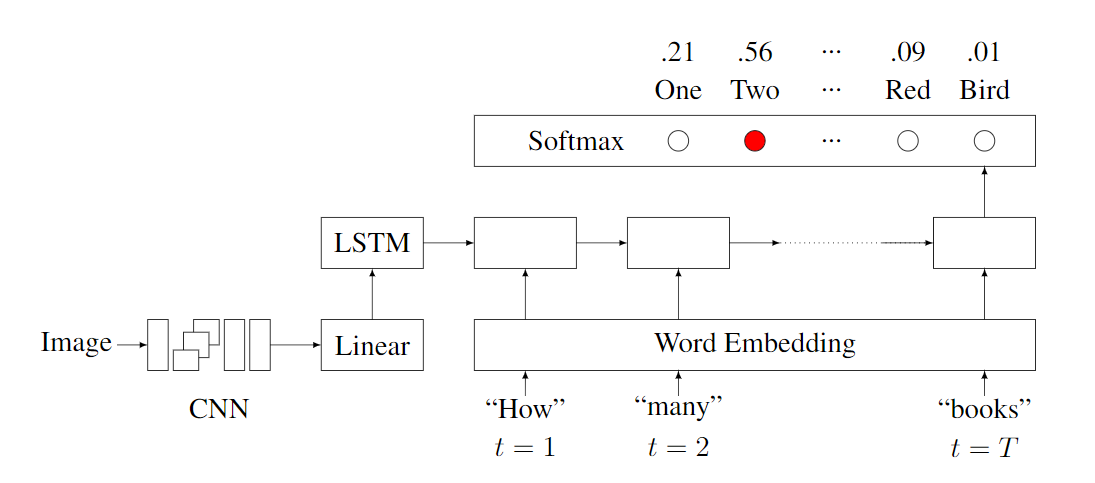 .21 .56 ... .09 .01
One Two ... Red Bird
Softmax ...
LSTM
Image Linear Word Embedding
CNN “How” “many” “books”
t = 1 t = 2 t = T